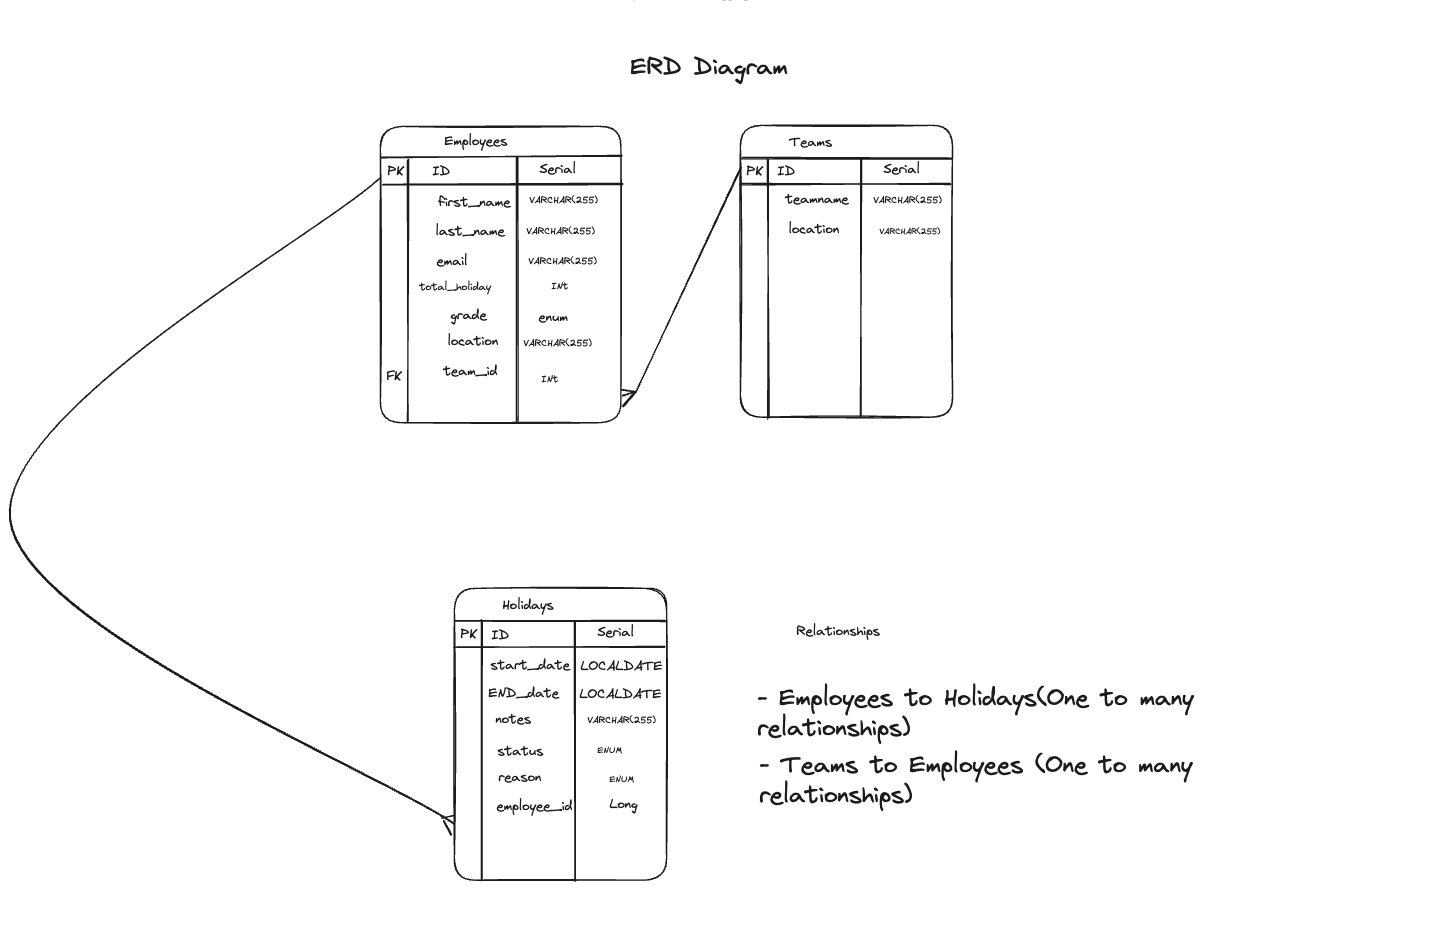 ERD Diagram
Employees
PK ID Serial
first_name VARCHAR(255)
last_name VARCHAR(255)
email VARCHAR(255)
total_holiday INt
grade enum
location VARCHAR(255)
FK team_id INt
Teams
PK ID Serial
teamname VARCHAR(255)
location VARCHAR(255)
Holidays
PK ID Serial
start_date LOCALDATE
END_date LOCALDATE
notes VARCHAR(255)
status ENUM
reason ENUM
employee_id Long
Relationships
- Employees to Holidays(One to many
relationships)
- Teams to Employees (One to many
relationships)